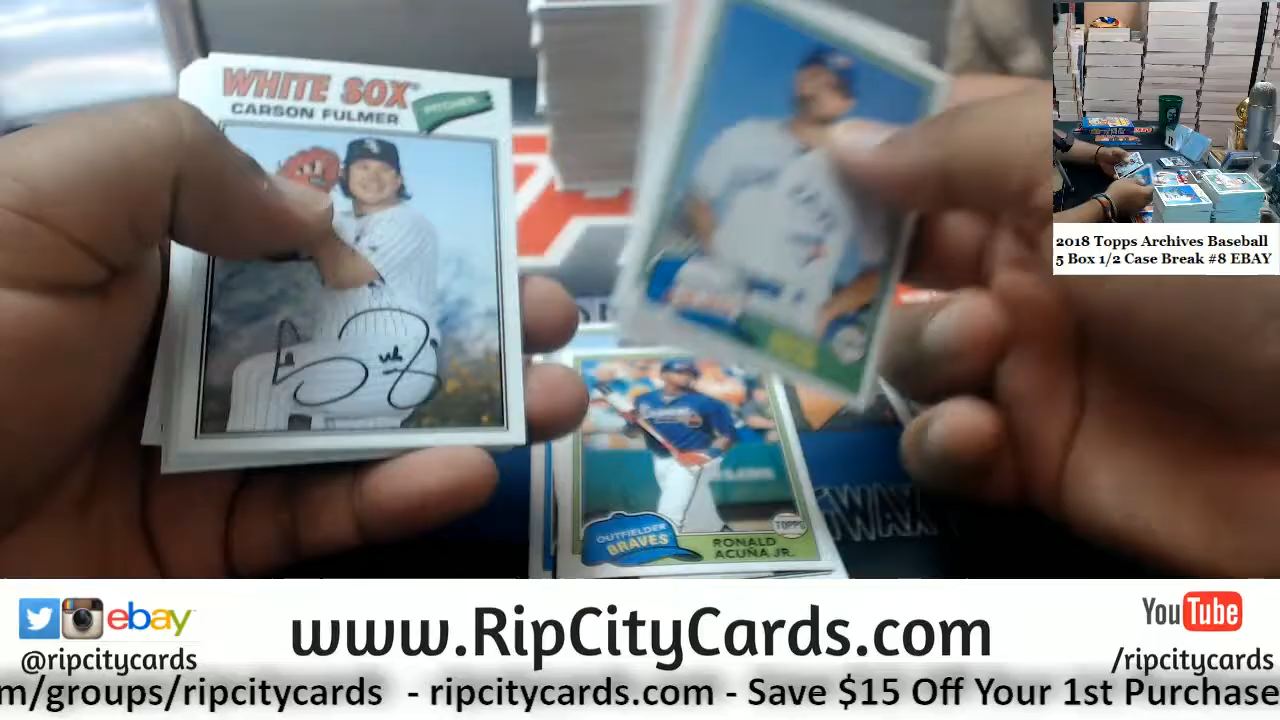 WHITE SOX
CARSON FULMER
PITCHER
OUTFIELDER
BRAVES
TOPPS
RONALD
ACUÑA JR.
2018 Topps Archives Baseball
5 Box 1/2 Case Break #8 EBAY
ebay
@ripcitycards
www.RipCityCards.com
YouTube
/ripcitycards
m/groups/ripcitycards - ripcitycards.com - Save $15 Off Your 1st Purchase